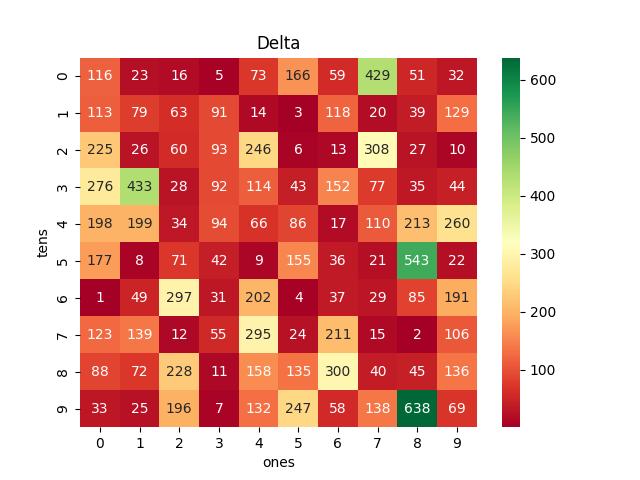 Delta
0 116 23 16 5 73 166 59 429 51 32
1 113 79 63 91 14 3 118 20 39 129
2 225 26 60 93 246 6 13 308 27 10
3 276 433 28 92 114 43 152 77 35 44
4 198 199 34 94 66 86 17 110 213 260
5 177 8 71 42 9 155 36 21 543 22
6 1 49 297 31 202 4 37 29 85 191
7 123 139 12 55 295 24 211 15 2 106
8 88 72 228 11 158 135 300 40 45 136
9 33 25 196 7 132 247 58 138 638 69
0 1 2 3 4 5 6 7 8 9
ones
tens
600
500
400
300
200
100